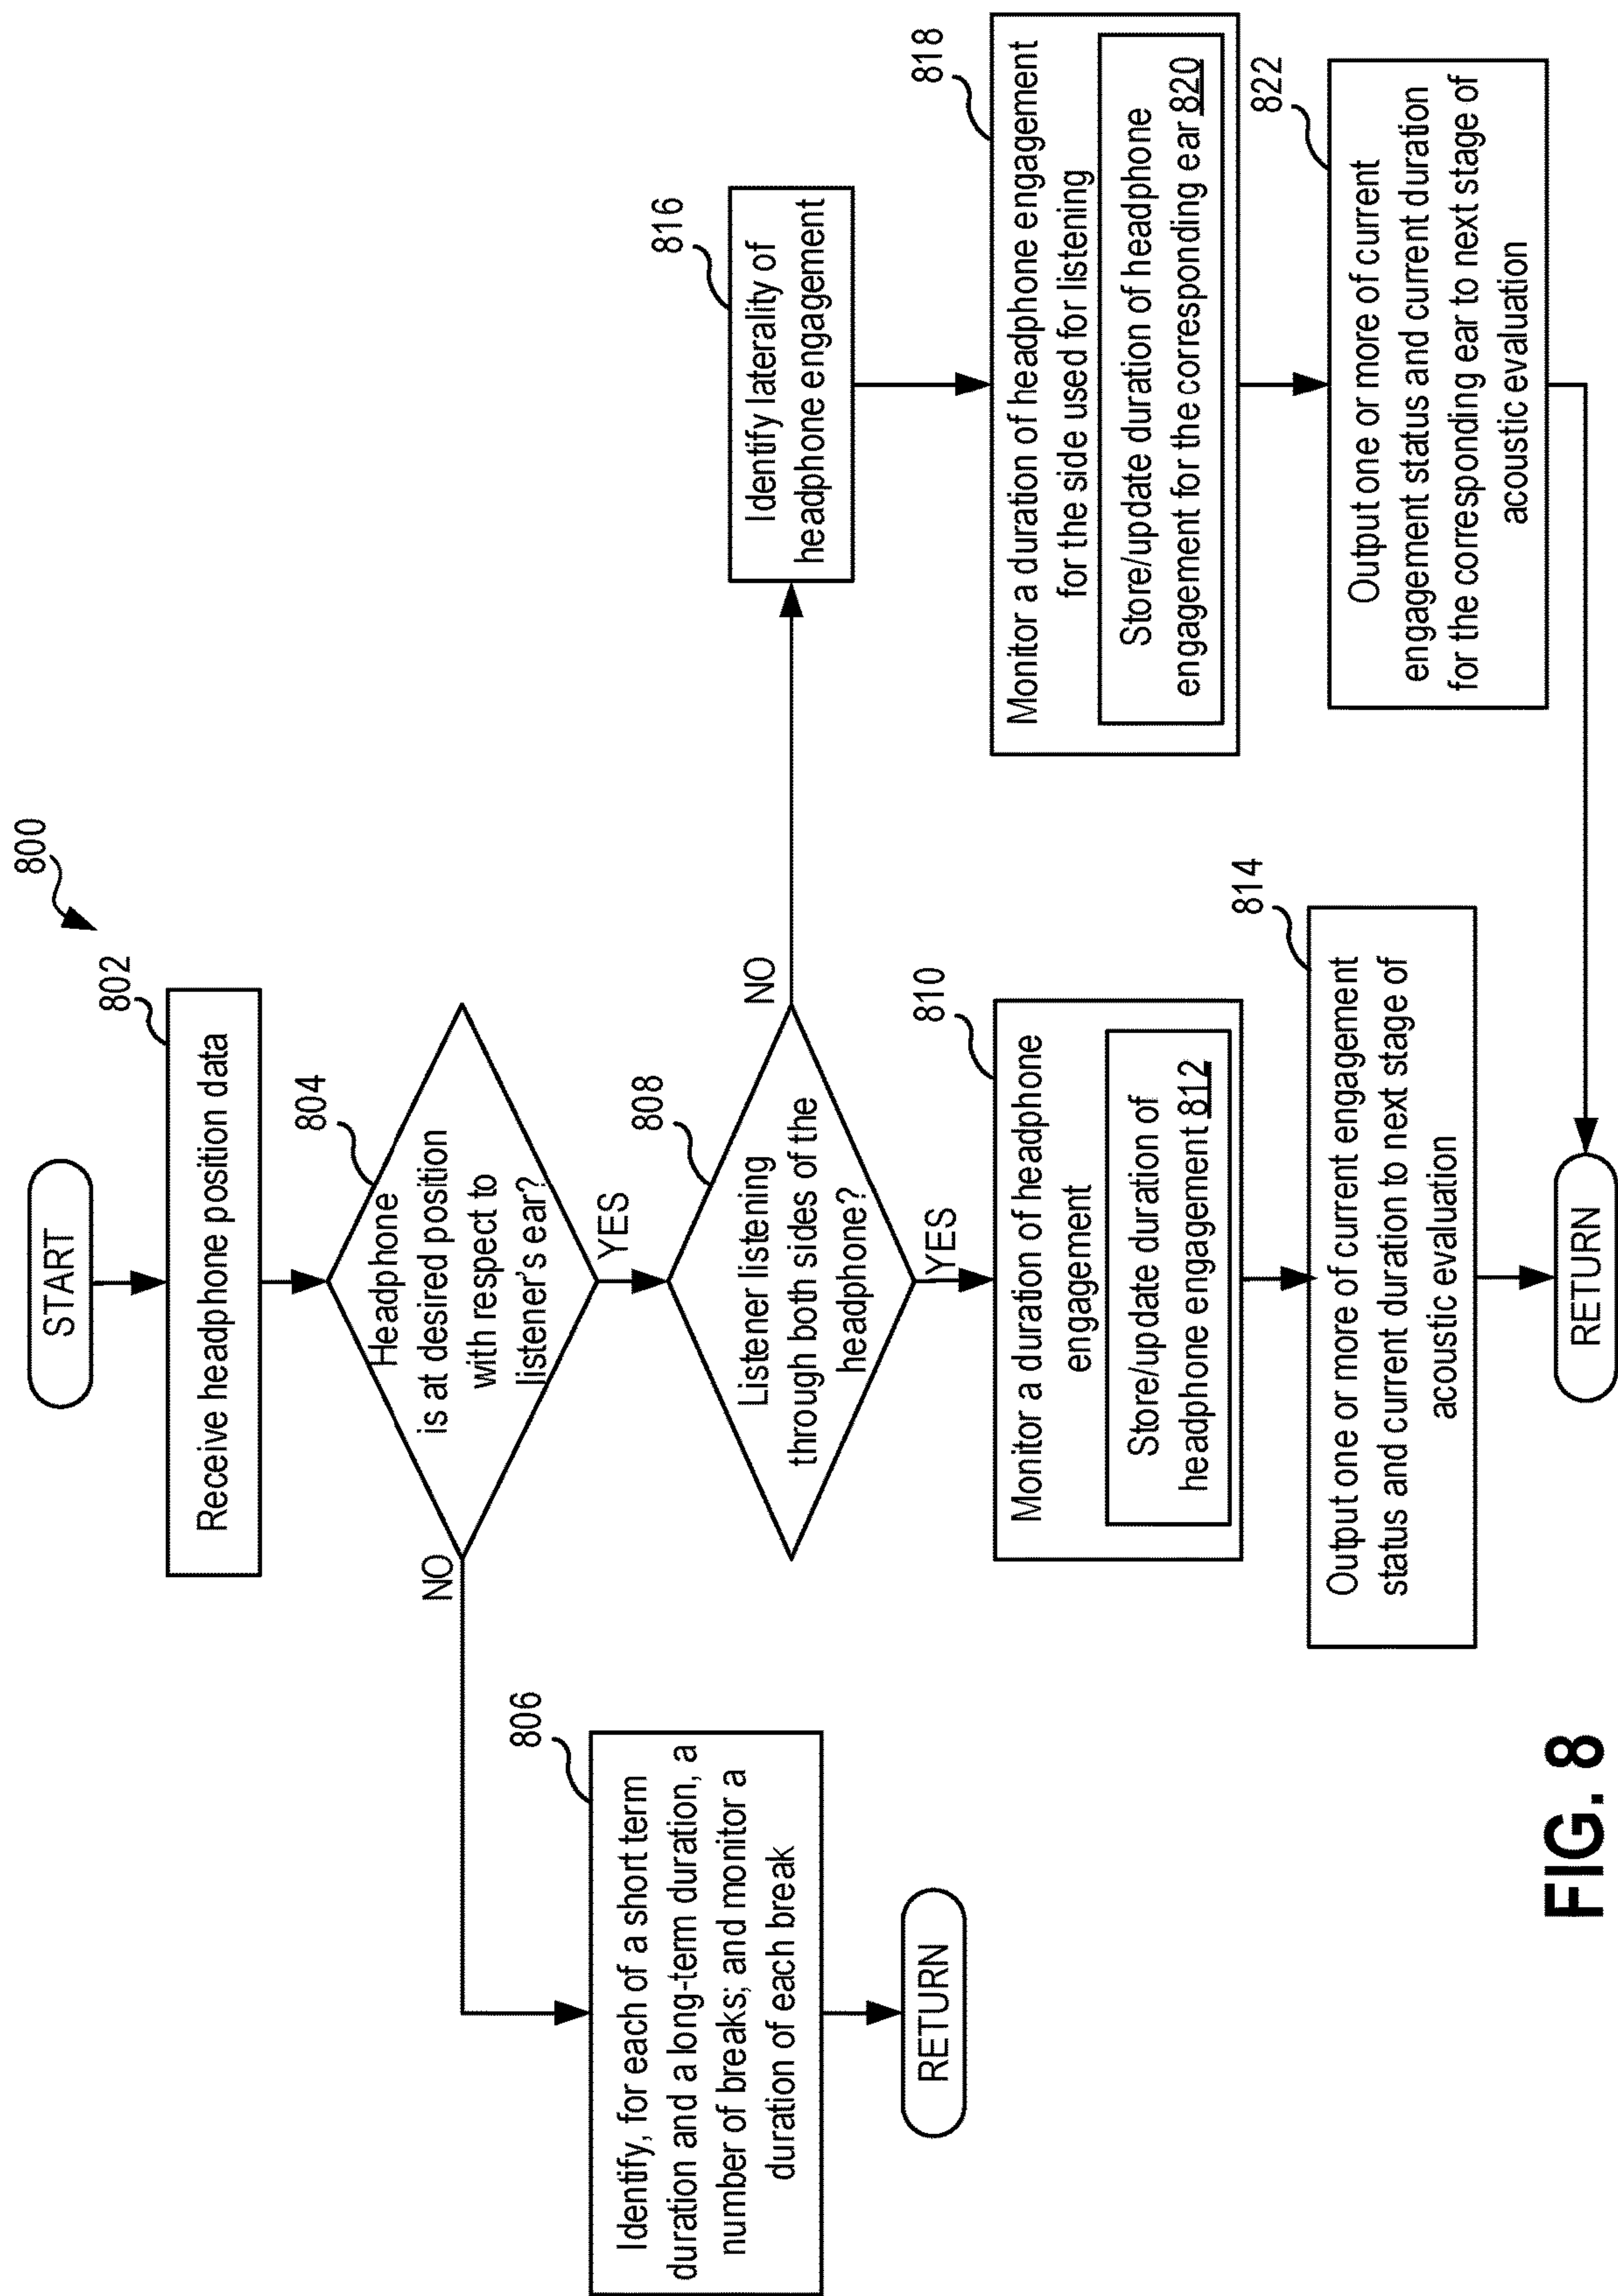 800
START
802
Receive headphone position data
804
Headphone
is at desired position
with respect to
listener's ear?
NO
YES
806
Identify, for each of a short term
duration and a long-term duration, a
number of breaks; and monitor a
duration of each break
RETURN
808
Listener listening
through both sides of the
headphone?
NO
YES
810
Monitor a duration of headphone
engagement
Store/update duration of
headphone engagement 812
814
Output one or more of current engagement
status and current duration to next stage of
acoustic evaluation
816
Identify laterality of
headphone engagement
818
Monitor a duration of headphone engagement
for the side used for listening
Store/update duration of headphone
engagement for the corresponding ear 820
822
Output one or more of current
engagement status and current duration
for the corresponding ear to next stage of
acoustic evaluation
RETURN
FIG. 8